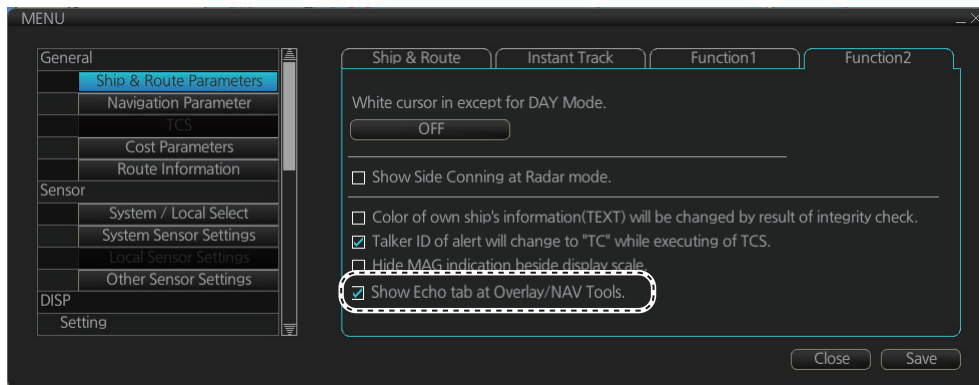 MENU
General
Ship & Route Parameters
Navigation Parameter
TCS
Cost Parameters
Route Information
Sensor
System / Local Select
System Sensor Settings
Local Sensor Settings
Other Sensor Settings
DISP
Setting
Ship & Route
Instant Track
Function1
Function2
White cursor in except for DAY Mode.
OFF
Show Side Conning at Radar mode.
Color of own ship's information(TEXT) will be changed by result of integrity check.
Talker ID of alert will change to "TC" while executing of TCS.
Hide MAG indication beside display scale.
Show Echo tab at Overlay/NAV Tools.
Close
Save